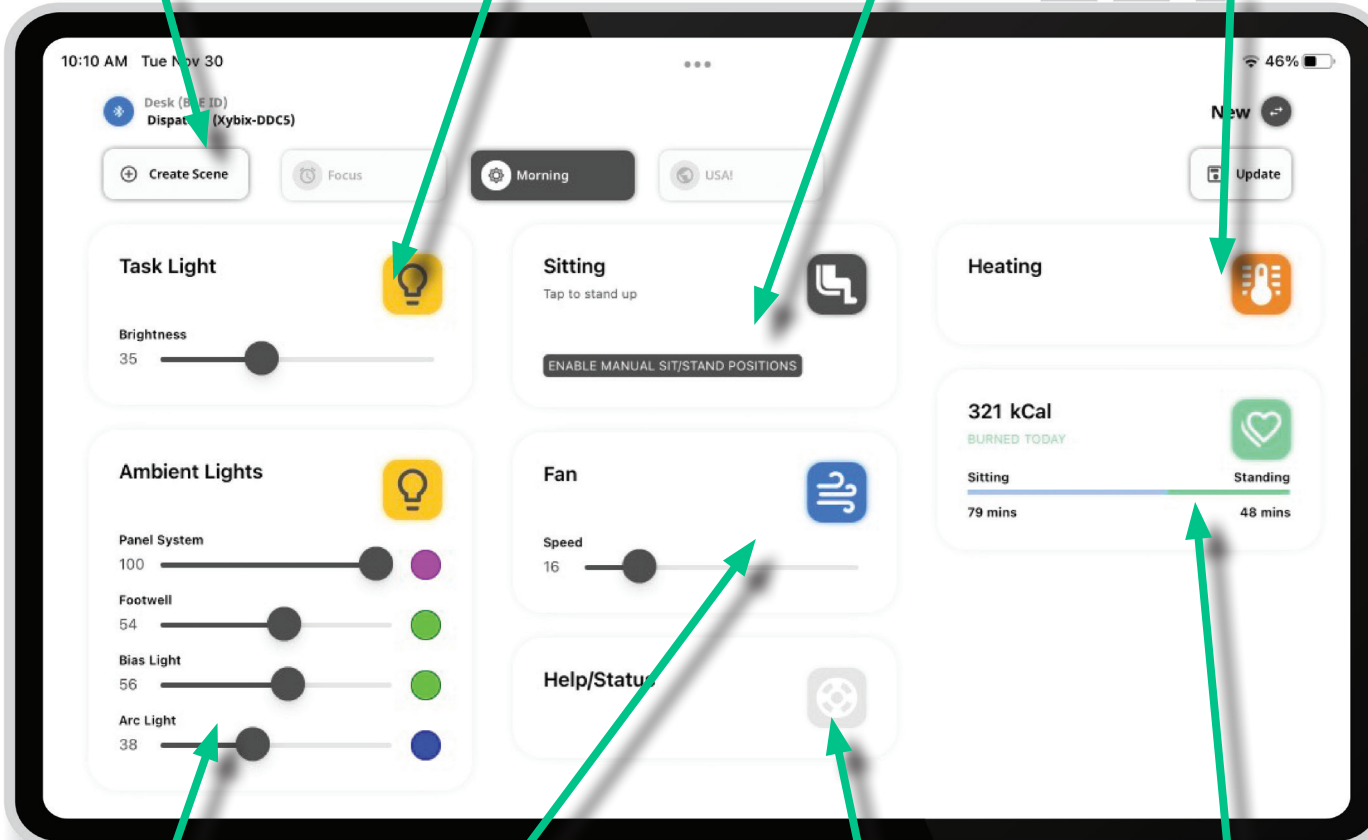 10:10 AM Tue Nov 30
46%
Desk (BLE ID)
(Xybix-DDC5)
New
Create Scene
Focus
Morning
USA!
Update
Task Light
Brightness
35
Sitting
Tap to stand up
ENABLE MANUAL SIT/STAND POSITIONS
Heating
321 kCal
BURNED TODAY
Sitting
Standing
79 mins
48 mins
Ambient Lights
Panel System
100
Footwell
54
Bias Light
56
Arc Light
38
Fan
Speed
16
Help/Status